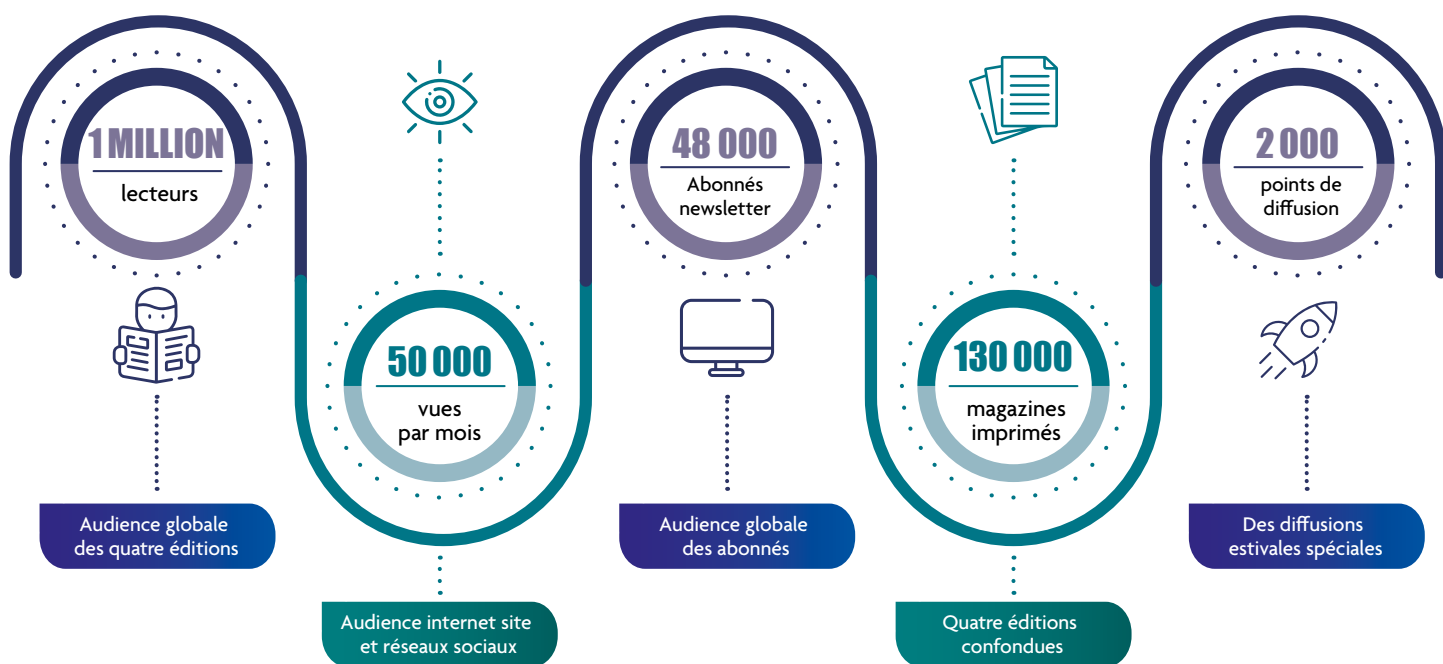 1 MILLION
lecteurs
Audience globale
des quatre éditions
50 000
vues
par mois
Audience internet site
et réseaux sociaux
48 000
Abonnés
newsletter
Audience globale
des abonnés
130 000
magazines
imprimés
Quatre éditions
confondues
2 000
points de
diffusion
Des diffusions
estivales spéciales